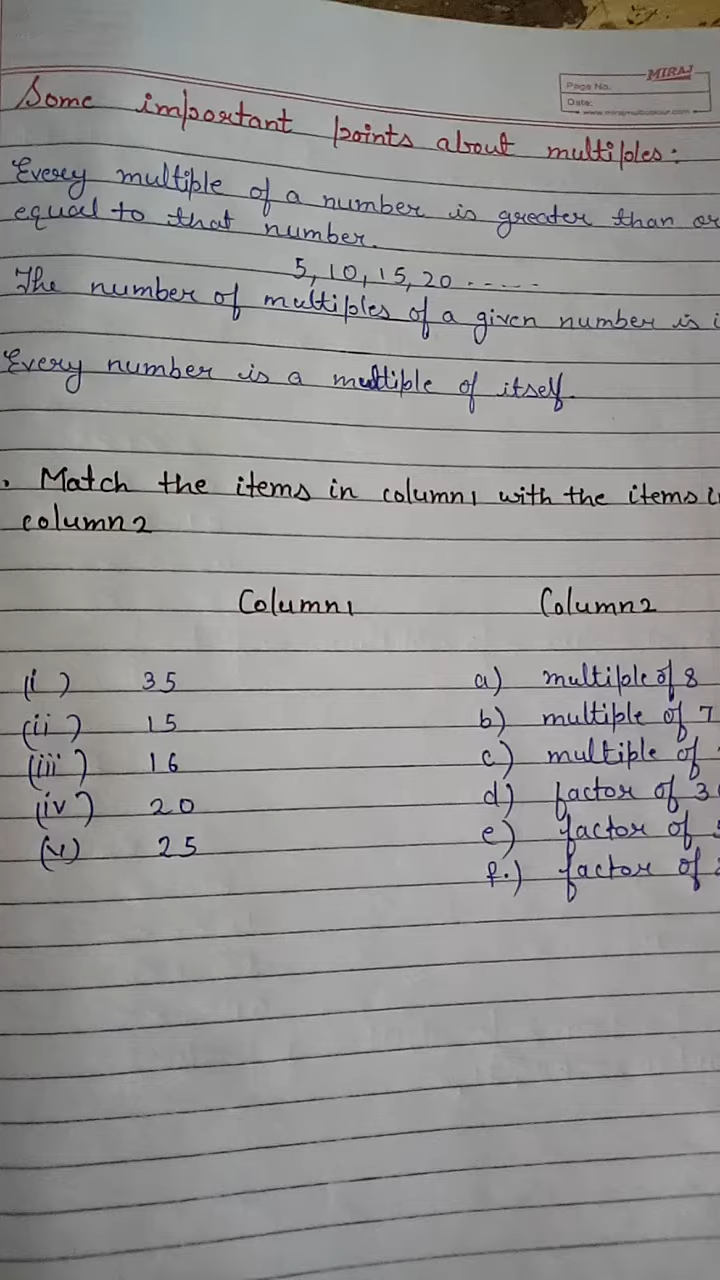 MIRAJ
Page No.
Date:
Some important points about multiples:
Every multiple of a number is greater than or
equal to that number.
5, 10, 15, 20 .....
The number of multiples of a given number is
Every number is a multiple of itself.
. Match the items in column1 with the items
column2
Column1 Column2
(i) 35 a) multiple of 8
(ii) 15 b) multiple of 7
(iii) 16 c) multiple of
(iv) 20 d) factor of 3
(v) 25 e) factor of
f.) factor of